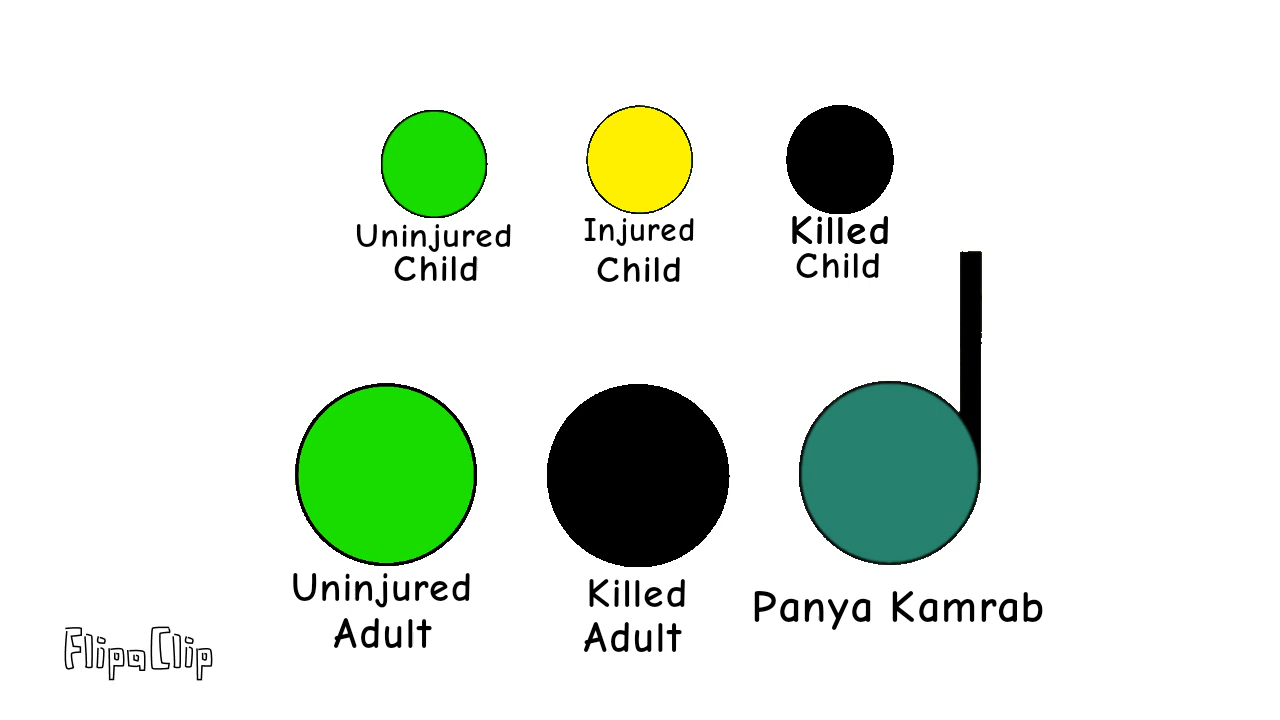 Uninjured
Child
Injured
Child
Killed
Child
Uninjured
Adult
Killed
Adult
Panya Kamrab
FlipaClip